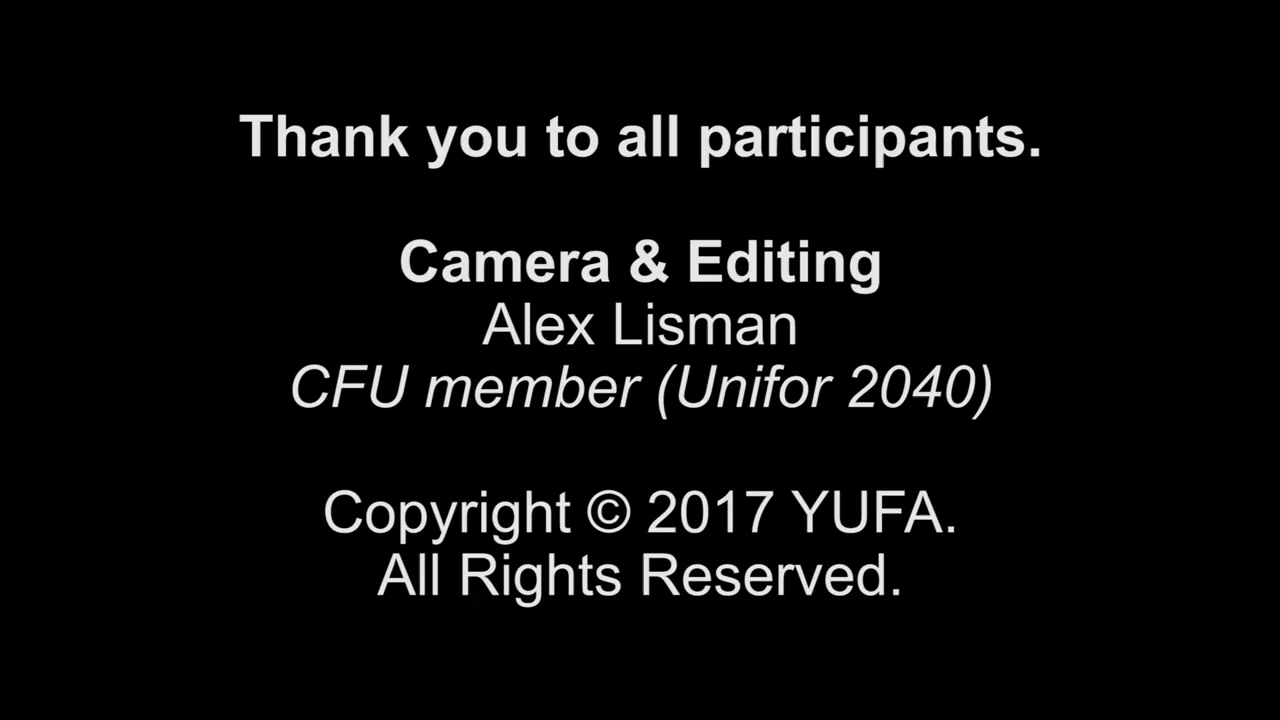 Thank you to all participants.
Camera & Editing
Alex Lisman
CFU member (Unifor 2040)
Copyright © 2017 YUFA.
All Rights Reserved.